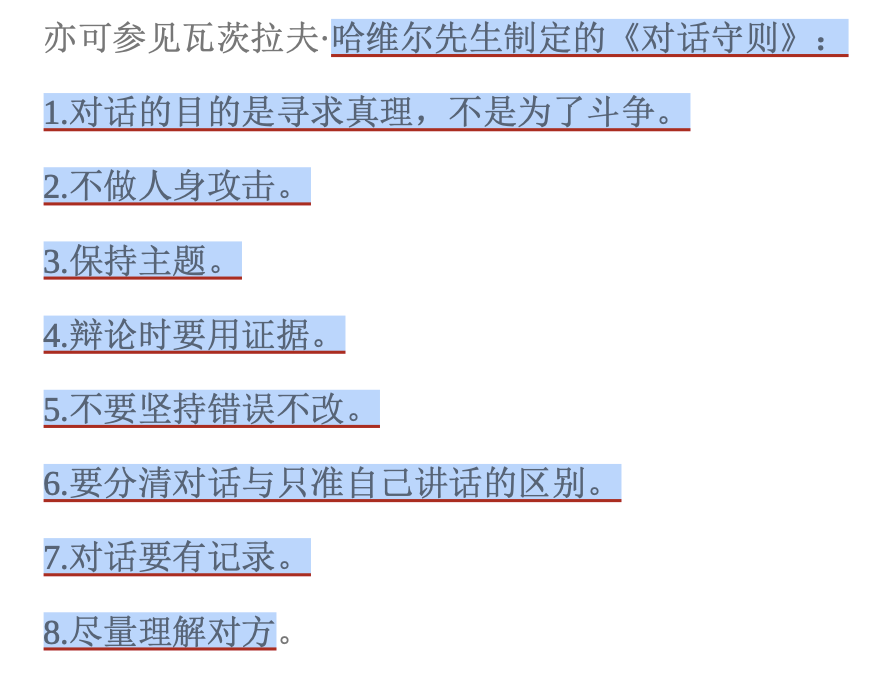 亦可参见瓦茨拉夫·哈维尔先生制定的《对话守则》：
1.对话的目的是寻求真理，不是为了斗争。
2.不做人身攻击。
3.保持主题。
4.辩论时要用证据。
5.不要坚持错误不改。
6.要分清对话与只准自己讲话的区别。
7.对话要有记录。
8.尽量理解对方。